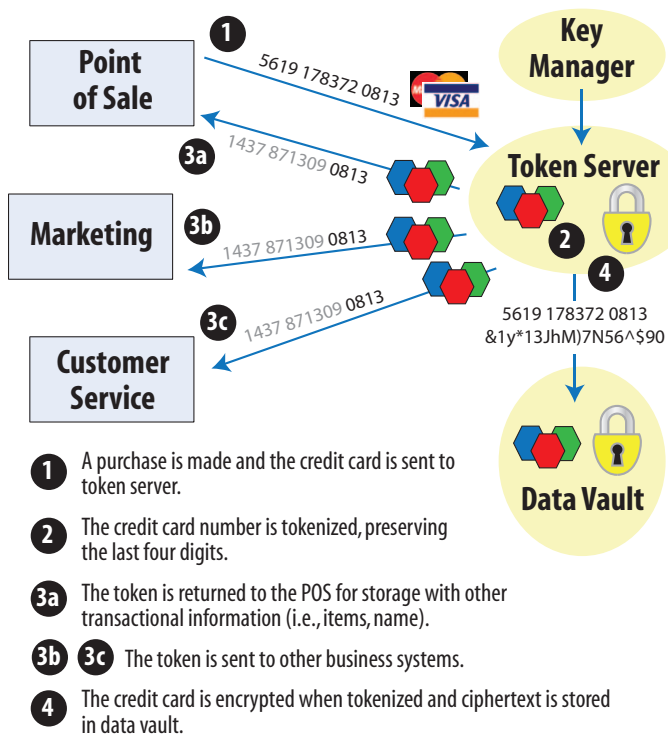 1
Point
of Sale
5619 178372 0813
VISA
Key
Manager
3a
1437 871309 0813
Token Server
2
4
Marketing
3b
1437 871309 0813
3c
1437 871309 0813
5619 178372 0813
&1y*13JhM)7N56^$90
Customer
Service
Data Vault
1 A purchase is made and the credit card is sent to
token server.
2 The credit card number is tokenized, preserving
the last four digits.
3a The token is returned to the POS for storage with other
transactional information (i.e., items, name).
3b 3c The token is sent to other business systems.
4 The credit card is encrypted when tokenized and ciphertext is stored
in data vault.